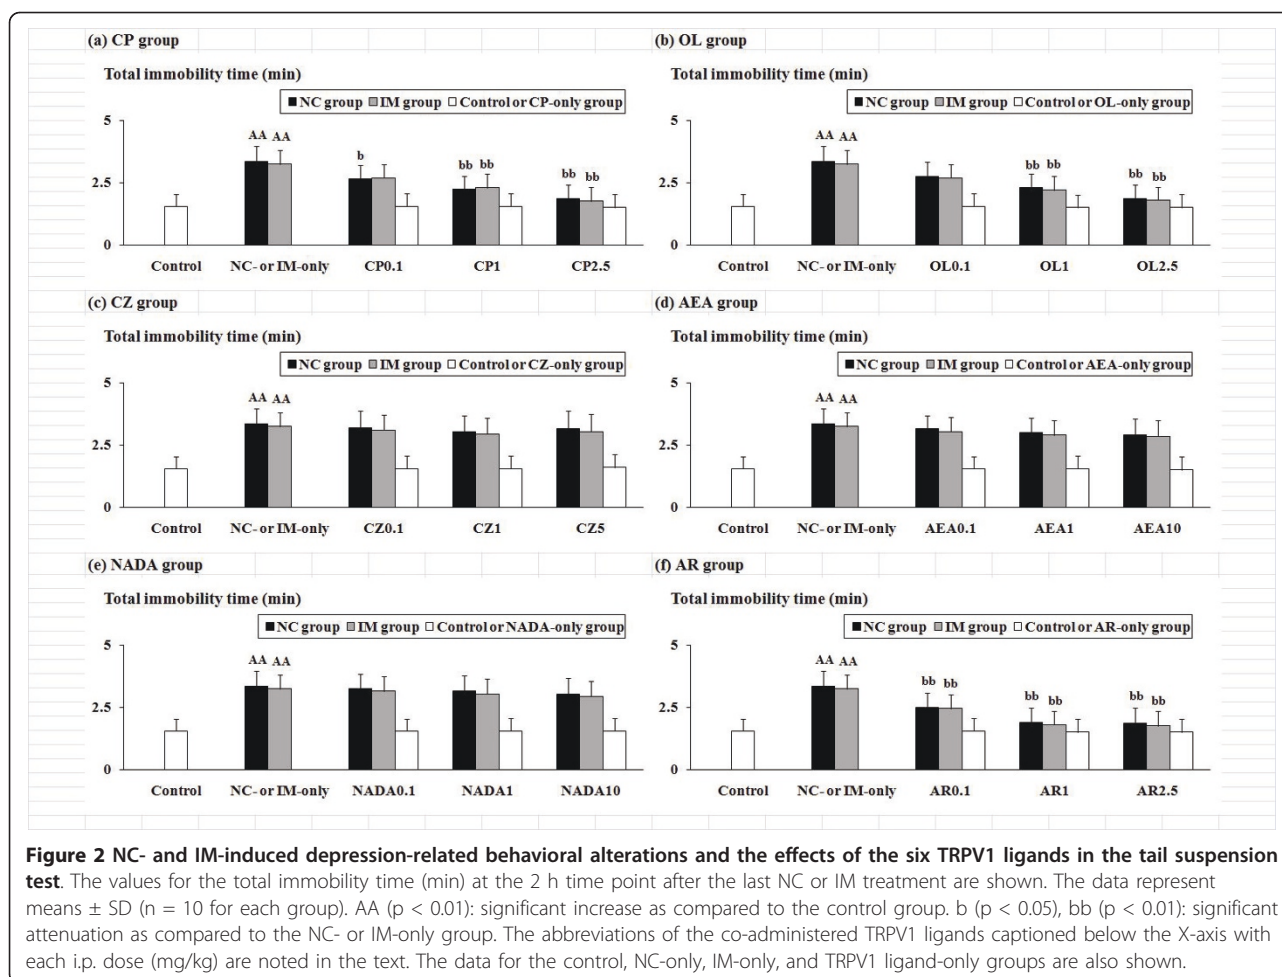 (a) CP group
Total immobility time (min)
NC group IM group Control or CP-only group
5
AA AA
b
bb bb
bb bb
2.5
0
Control NC- or IM-only CP0.1 CP1 CP2.5
(b) OL group
Total immobility time (min)
NC group IM group Control or OL-only group
5
AA AA
bb bb
bb bb
2.5
0
Control NC- or IM-only OL0.1 OL1 OL2.5
(c) CZ group
Total immobility time (min)
NC group IM group Control or CZ-only group
5
AA AA
2.5
0
Control NC- or IM-only CZ0.1 CZ1 CZ5
(d) AEA group
Total immobility time (min)
NC group IM group Control or AEA-only group
5
AA AA
2.5
0
Control NC- or IM-only AEA0.1 AEA1 AEA10
(e) NADA group
Total immobility time (min)
NC group IM group Control or NADA-only group
5
AA AA
2.5
0
Control NC- or IM-only NADA0.1 NADA1 NADA10
(f) AR group
Total immobility time (min)
NC group IM group Control or AR-only group
5
AA AA
bb bb
bb bb
bb bb
2.5
0
Control NC- or IM-only AR0.1 AR1 AR2.5
Figure 2 NC- and IM-induced depression-related behavioral alterations and the effects of the six TRPV1 ligands in the tail suspension
test. The values for the total immobility time (min) at the 2 h time point after the last NC or IM treatment are shown. The data represent
means ± SD (n = 10 for each group). AA (p < 0.01): significant increase as compared to the control group. b (p < 0.05), bb (p < 0.01): significant
attenuation as compared to the NC- or IM-only group. The abbreviations of the co-administered TRPV1 ligands captioned below the X-axis with
each i.p. dose (mg/kg) are noted in the text. The data for the control, NC-only, IM-only, and TRPV1 ligand-only groups are also shown.